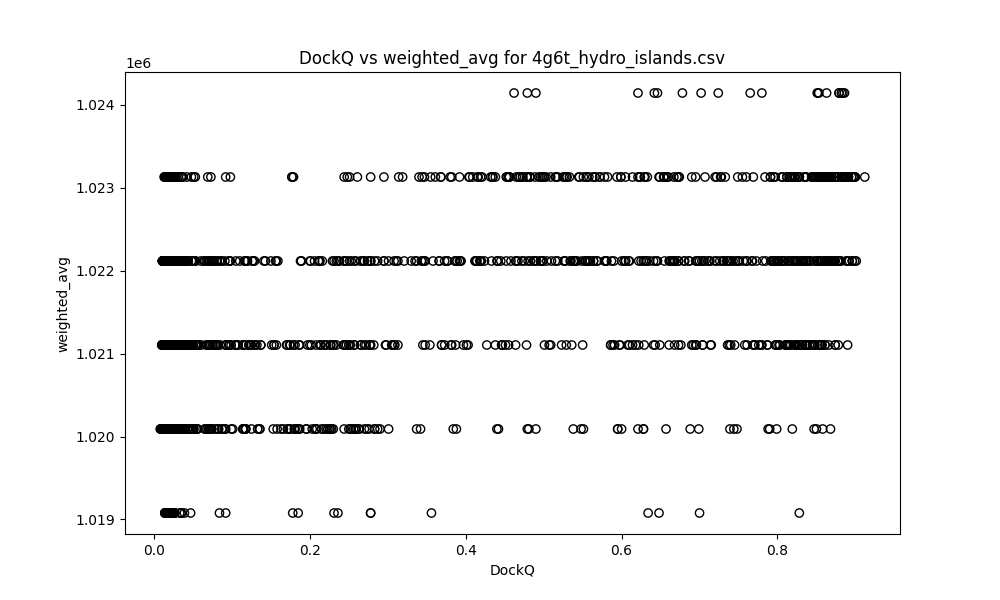 DockQ vs weighted_avg for 4g6t_hydro_islands.csv
1e6
1.024
1.023
1.022
1.021
1.020
1.019
weighted_avg
0.0 0.2 0.4 0.6 0.8
DockQ